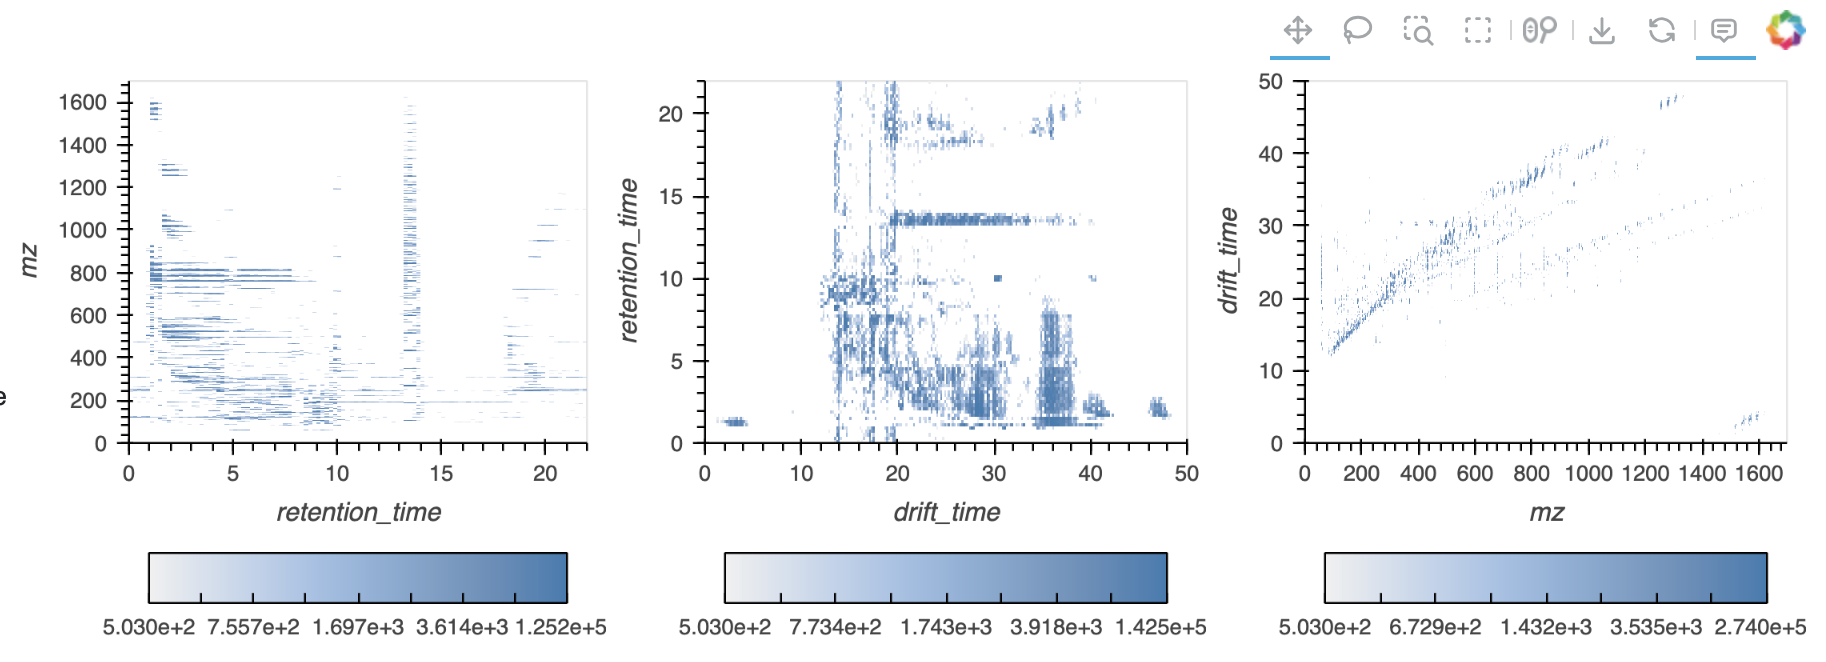 1600
1400
1200
1000
800
600
400
200
0
mz
0 5 10 15 20
retention_time
5.030e+2 7.557e+2 1.697e+3 3.614e+3 1.252e+5
20
15
10
5
0
retention_time
0 10 20 30 40 50
drift_time
5.030e+2 7.734e+2 1.743e+3 3.918e+3 1.425e+5
50
40
30
20
10
0
drift_time
0 200 400 600 800 1000 1200 1400 1600
mz
5.030e+2 6.729e+2 1.432e+3 3.535e+3 2.740e+5
e